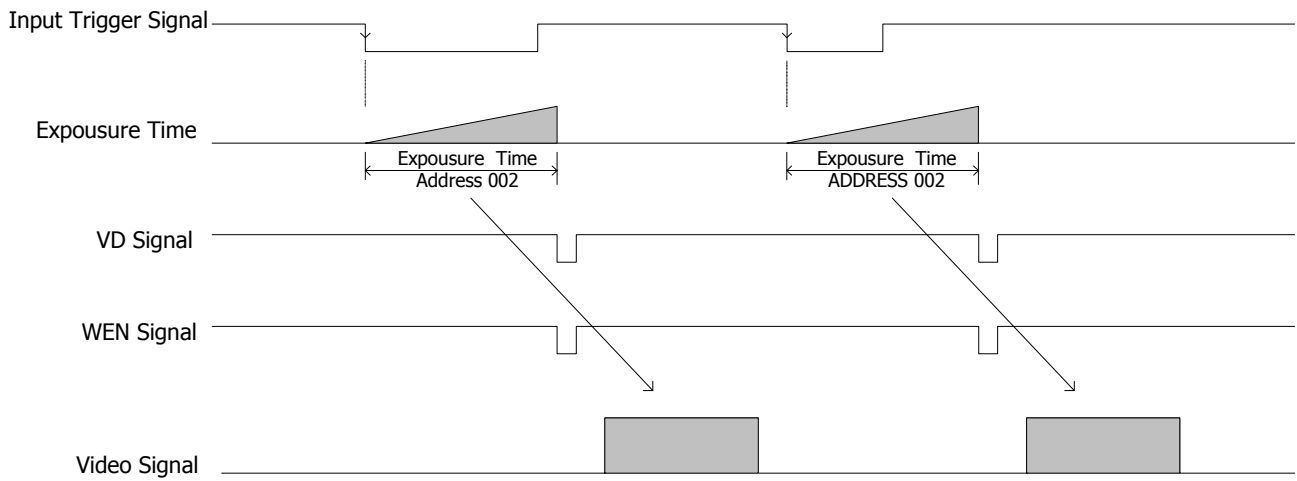 Input Trigger Signal
Expousure Time
Expousure Time
Address 002
Expousure Time
ADDRESS 002
VD Signal
WEN Signal
Video Signal